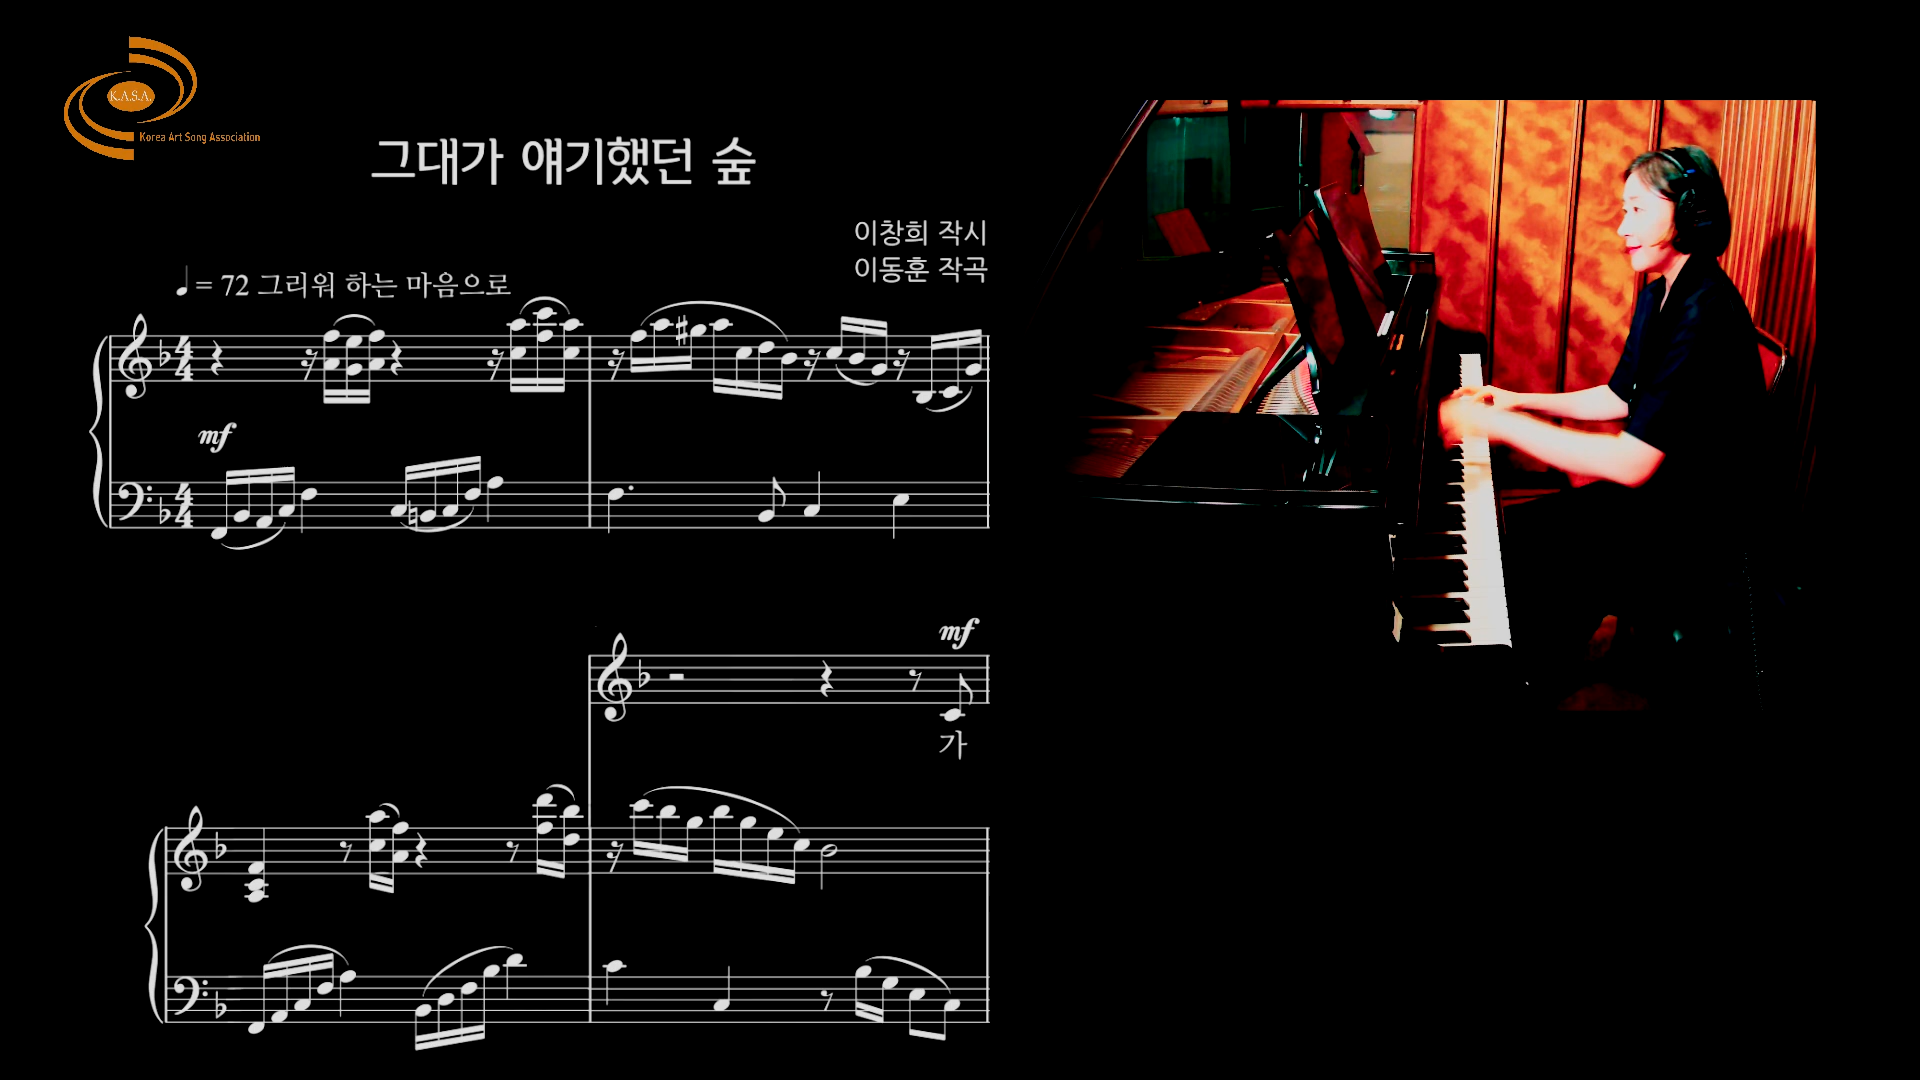 K.A.S.A.
Korea Art Song Association
그대가 얘기했던 숲
이창희 작시
이동훈 작곡
♩= 72 그리워 하는 마음으로
mf
mf
가